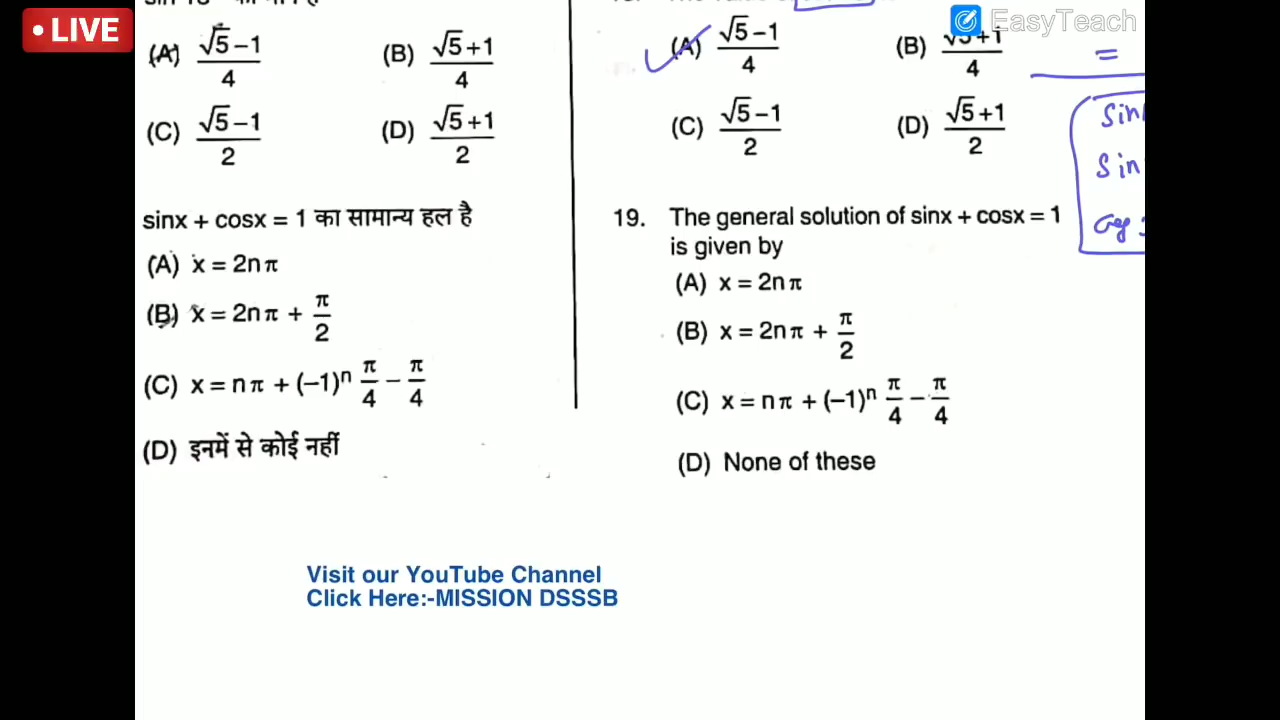 LIVE
EasyTeach
(A) √5 – 1 / 4
(B) √5 + 1 / 4
(C) √5 – 1 / 2
(D) √5 + 1 / 2
sinx + cosx = 1 का सामान्य हल है
(A) x = 2nπ
(B) x = 2nπ + π/2
(C) x = nπ + (–1)ⁿ π/4 – π/4
(D) इनमें से कोई नहीं
(A) √5 – 1 / 4
(B) √5 + 1 / 4
(C) √5 – 1 / 2
(D) √5 + 1 / 2
=
Sin
Sin
19. The general solution of sinx + cosx = 1
is given by
(A) x = 2nπ
(B) x = 2nπ + π/2
(C) x = nπ + (–1)ⁿ π/4 – π/4
(D) None of these
Visit our YouTube Channel
Click Here:-MISSION DSSSB